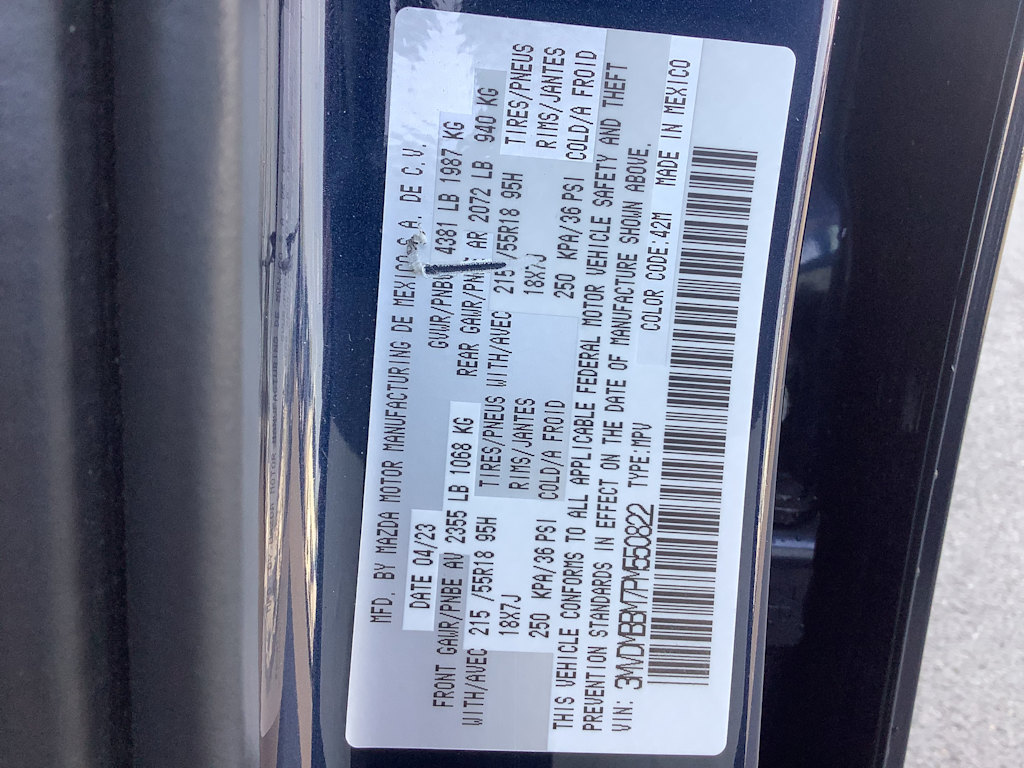 MFD. BY MAZDA MOTOR MANUFACTURING DE MEXICO S.A. DE C.V.
DATE 04/23 GVWR/PNBV 4381 LB 1987 KG
FRONT GAWR/PNBE AV 2355 LB 1068 KG REAR GAWR/PNBE AR 2072 LB 940 KG
WITH/AVEC 215 /55R18 95H TIRES/PNEUS WITH/AVEC 215 /55R18 95H TIRES/PNEUS
18X7J RIMS/JANTES 18X7J RIMS/JANTES
250 KPA/36 PSI COLD/A FROID 250 KPA/36 PSI COLD/A FROID
THIS VEHICLE CONFORMS TO ALL APPLICABLE FEDERAL MOTOR VEHICLE SAFETY AND THEFT
PREVENTION STANDARDS IN EFFECT ON THE DATE OF MANUFACTURE SHOWN ABOVE.
VIN: 3MVDMBBM7PM550822 TYPE:MPV COLOR CODE:42M MADE IN MEXICO